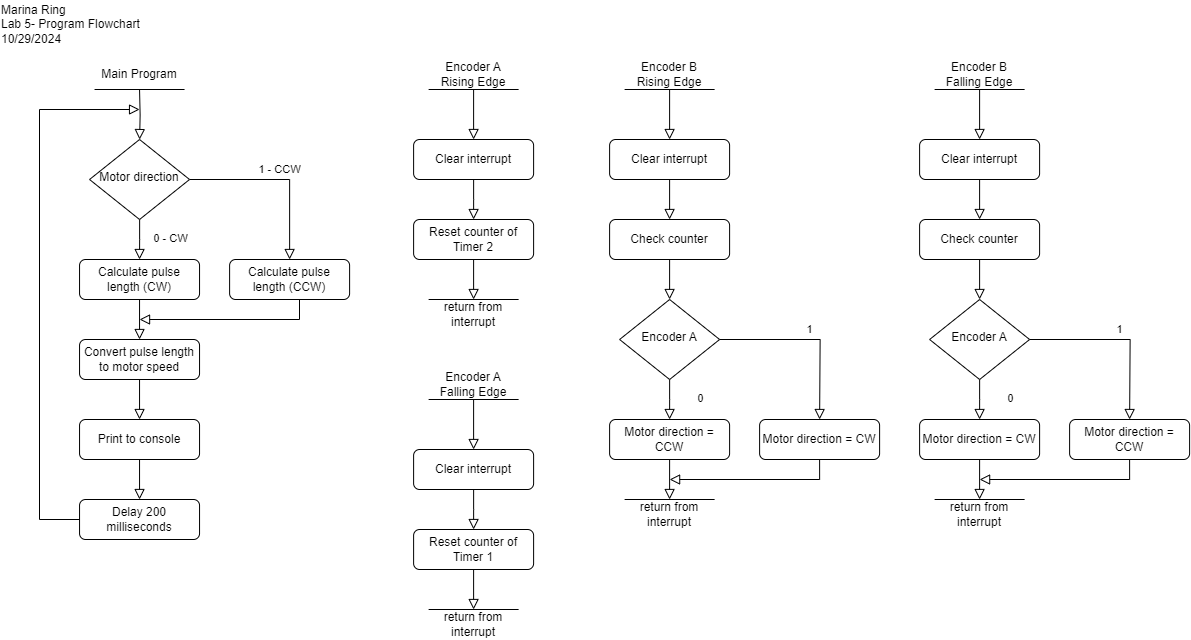 Marina Ring
Lab 5- Program Flowchart
10/29/2024
Main Program
Motor direction
1 - CCW
0 - CW
Calculate pulse
length (CW)
Calculate pulse
length (CCW)
Convert pulse length
to motor speed
Print to console
Delay 200
milliseconds
Encoder A
Rising Edge
Clear interrupt
Reset counter of
Timer 2
return from
interrupt
Encoder A
Falling Edge
Clear interrupt
Reset counter of
Timer 1
return from
interrupt
Encoder B
Rising Edge
Clear interrupt
Check counter
Encoder A
1
0
Motor direction =
CCW
Motor direction = CW
return from
interrupt
Encoder B
Falling Edge
Clear interrupt
Check counter
Encoder A
1
0
Motor direction = CW
Motor direction =
CCW
return from
interrupt